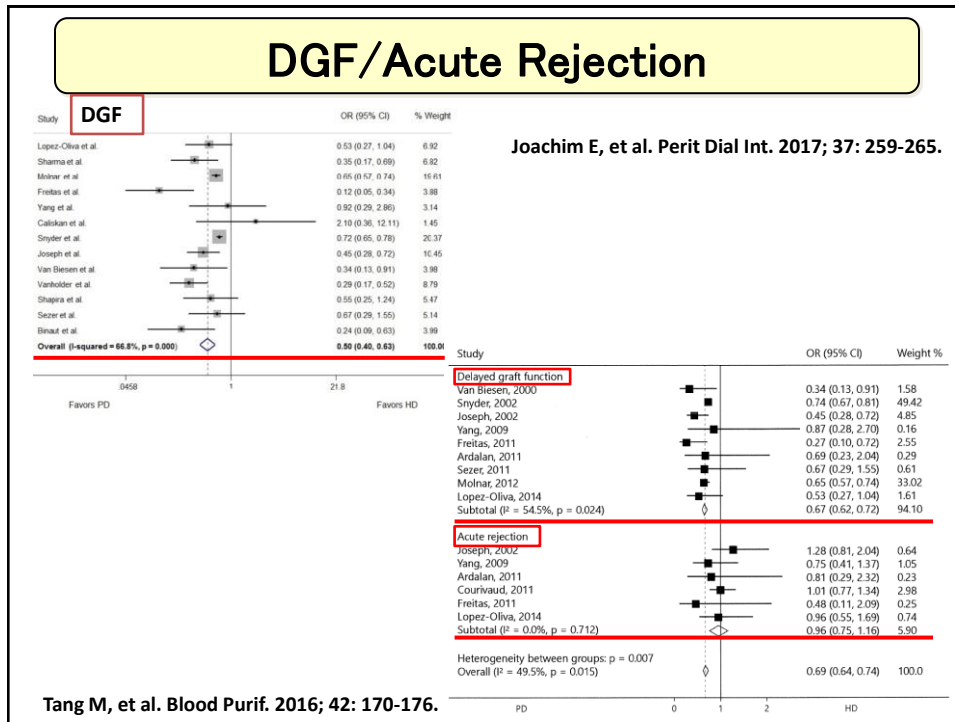 DGF/Acute Rejection
Study DGF OR (95% CI) % Weight
Lopez-Oliva et al. 0.53 (0.27, 1.04) 6.92
Sharma et al. 0.35 (0.17, 0.69) 6.82
Molnar et al 0.65 (0.57, 0.74) 19.61
Freitas et al. 0.12 (0.05, 0.34) 3.88
Yang et al. 0.92 (0.29, 2.86) 3.14
Caliskan et al. 2.10 (0.36, 12.11) 1.45
Snyder et al. 0.72 (0.65, 0.78) 20.37
Joseph et al. 0.45 (0.28, 0.72) 10.45
Van Biesen et al. 0.34 (0.13, 0.91) 3.98
Vanholder et al. 0.29 (0.17, 0.52) 8.79
Shapira et al. 0.55 (0.25, 1.24) 5.47
Sezer et al. 0.67 (0.29, 1.55) 5.14
Binaut et al. 0.24 (0.09, 0.63) 3.99
Overall (I-squared = 66.8%, p = 0.000) 0.50 (0.40, 0.63) 100.00
.0458 1 21.8
Favors PD Favors HD
Joachim E, et al. Perit Dial Int. 2017; 37: 259-265.
Study OR (95% CI) Weight %
Delayed graft function
Van Biesen, 2000 0.34 (0.13, 0.91) 1.58
Snyder, 2002 0.74 (0.67, 0.81) 49.42
Joseph, 2002 0.45 (0.28, 0.72) 4.85
Yang, 2009 0.87 (0.28, 2.70) 0.16
Freitas, 2011 0.27 (0.10, 0.72) 2.55
Ardalan, 2011 0.69 (0.23, 2.04) 0.29
Sezer, 2011 0.67 (0.29, 1.55) 0.61
Molnar, 2012 0.65 (0.57, 0.74) 33.02
Lopez-Oliva, 2014 0.53 (0.27, 1.04) 1.61
Subtotal (I² = 54.5%, p = 0.024) 0.67 (0.62, 0.72) 94.10
Acute rejection
Joseph, 2002 1.28 (0.81, 2.04) 0.64
Yang, 2009 0.75 (0.41, 1.37) 1.05
Ardalan, 2011 0.81 (0.29, 2.32) 0.23
Courivaud, 2011 1.01 (0.77, 1.34) 2.98
Freitas, 2011 0.48 (0.11, 2.09) 0.25
Lopez-Oliva, 2014 0.96 (0.55, 1.69) 0.74
Subtotal (I² = 0.0%, p = 0.712) 0.96 (0.75, 1.16) 5.90
Heterogeneity between groups: p = 0.007
Overall (I² = 49.5%, p = 0.015) 0.69 (0.64, 0.74) 100.0
PD 0 1 2 HD
Tang M, et al. Blood Purif. 2016; 42: 170-176.